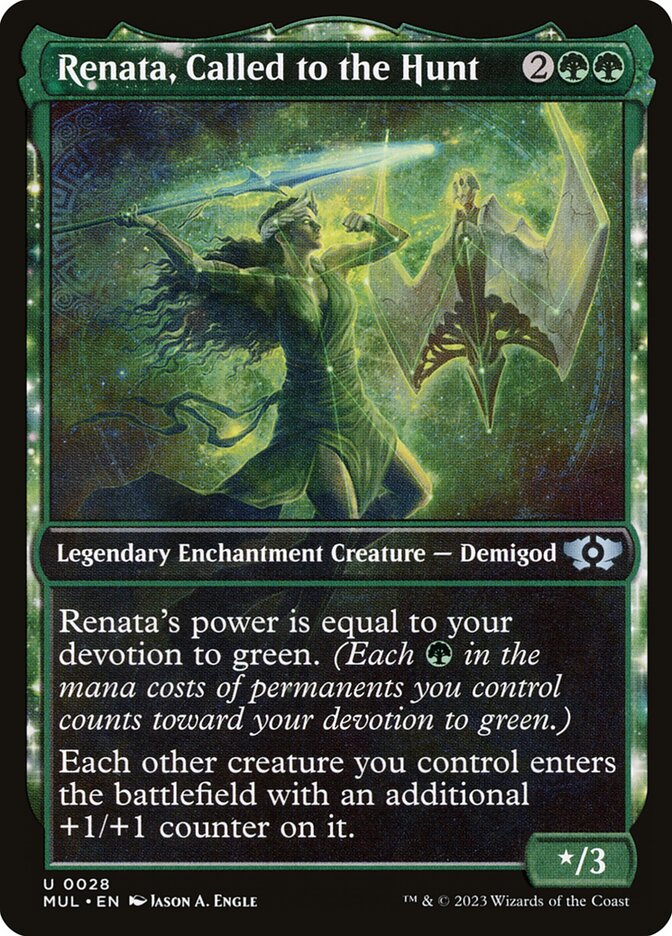 Renata, Called to the Hunt 2
Legendary Enchantment Creature — Demigod
Renata's power is equal to your
devotion to green. (Each in the
mana costs of permanents you control
counts toward your devotion to green.)
Each other creature you control enters
the battlefield with an additional
+1/+1 counter on it.
★/3
U 0028
MUL • EN Jason A. Engle
™ & © 2023 Wizards of the Coast